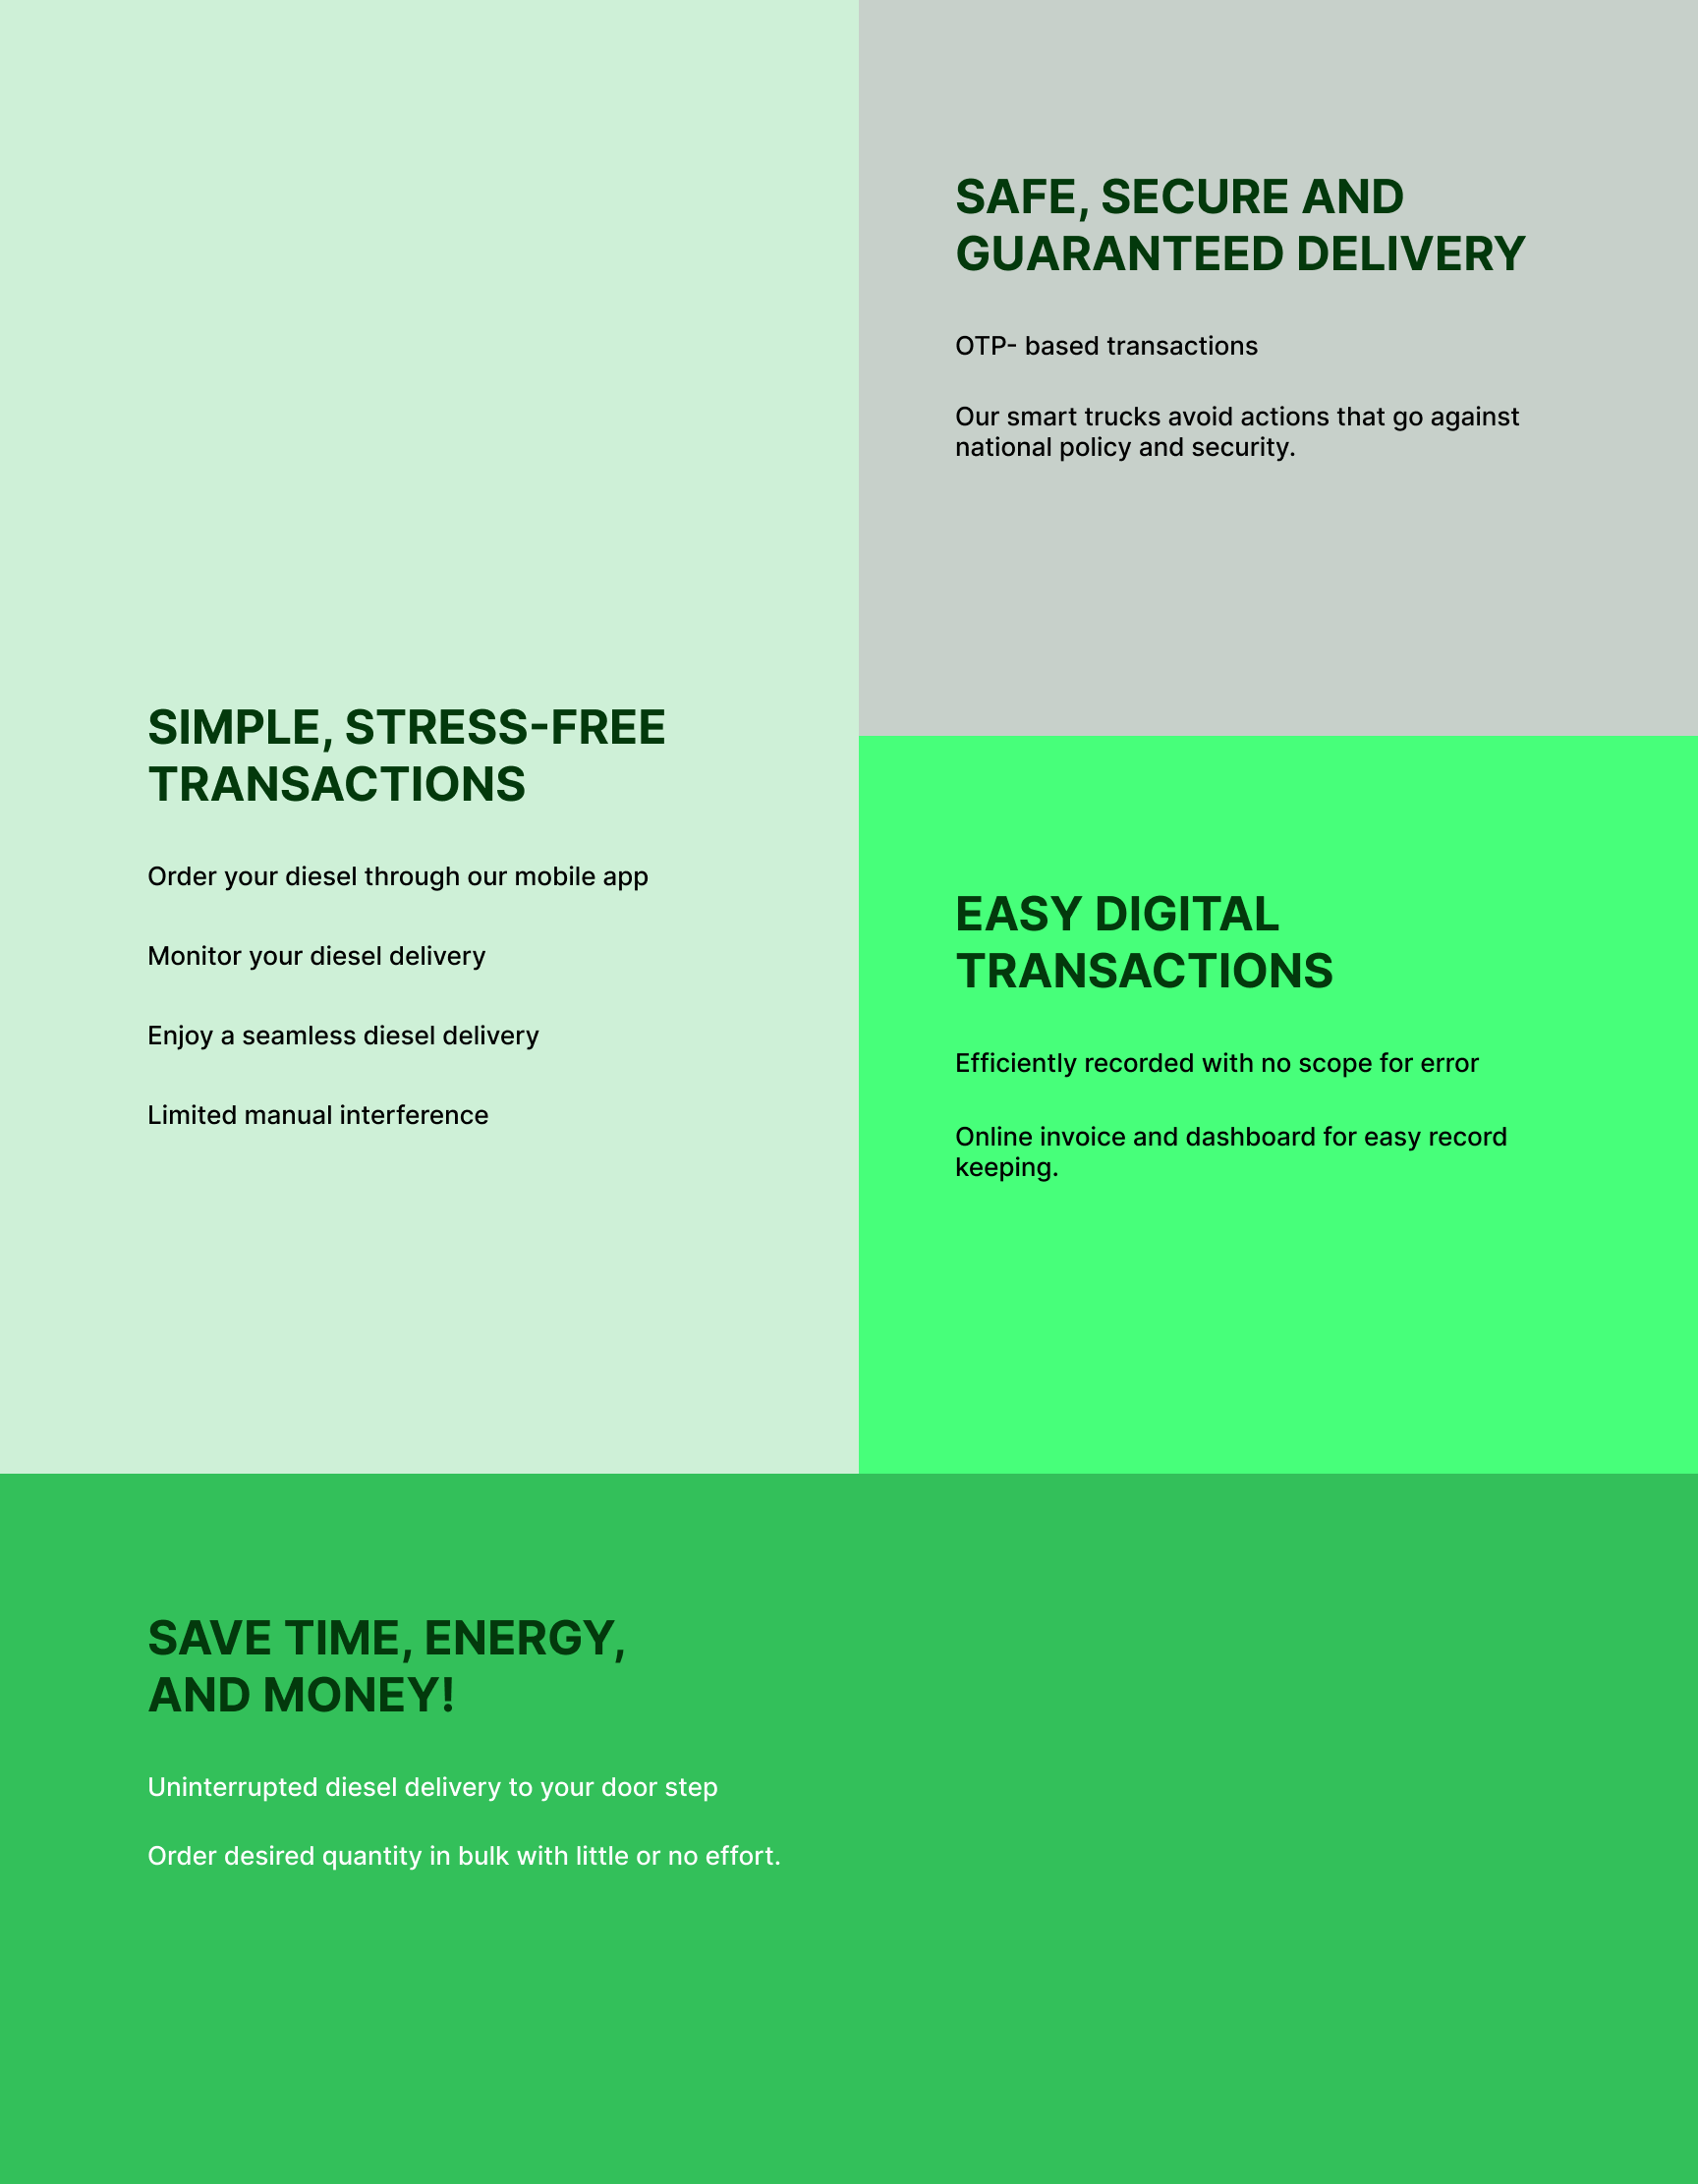 SAFE, SECURE AND
GUARANTEED DELIVERY
OTP- based transactions
Our smart trucks avoid actions that go against
national policy and security.
SIMPLE, STRESS-FREE
TRANSACTIONS
Order your diesel through our mobile app
Monitor your diesel delivery
Enjoy a seamless diesel delivery
Limited manual interference
EASY DIGITAL
TRANSACTIONS
Efficiently recorded with no scope for error
Online invoice and dashboard for easy record
keeping.
SAVE TIME, ENERGY,
AND MONEY!
Uninterrupted diesel delivery to your door step
Order desired quantity in bulk with little or no effort.